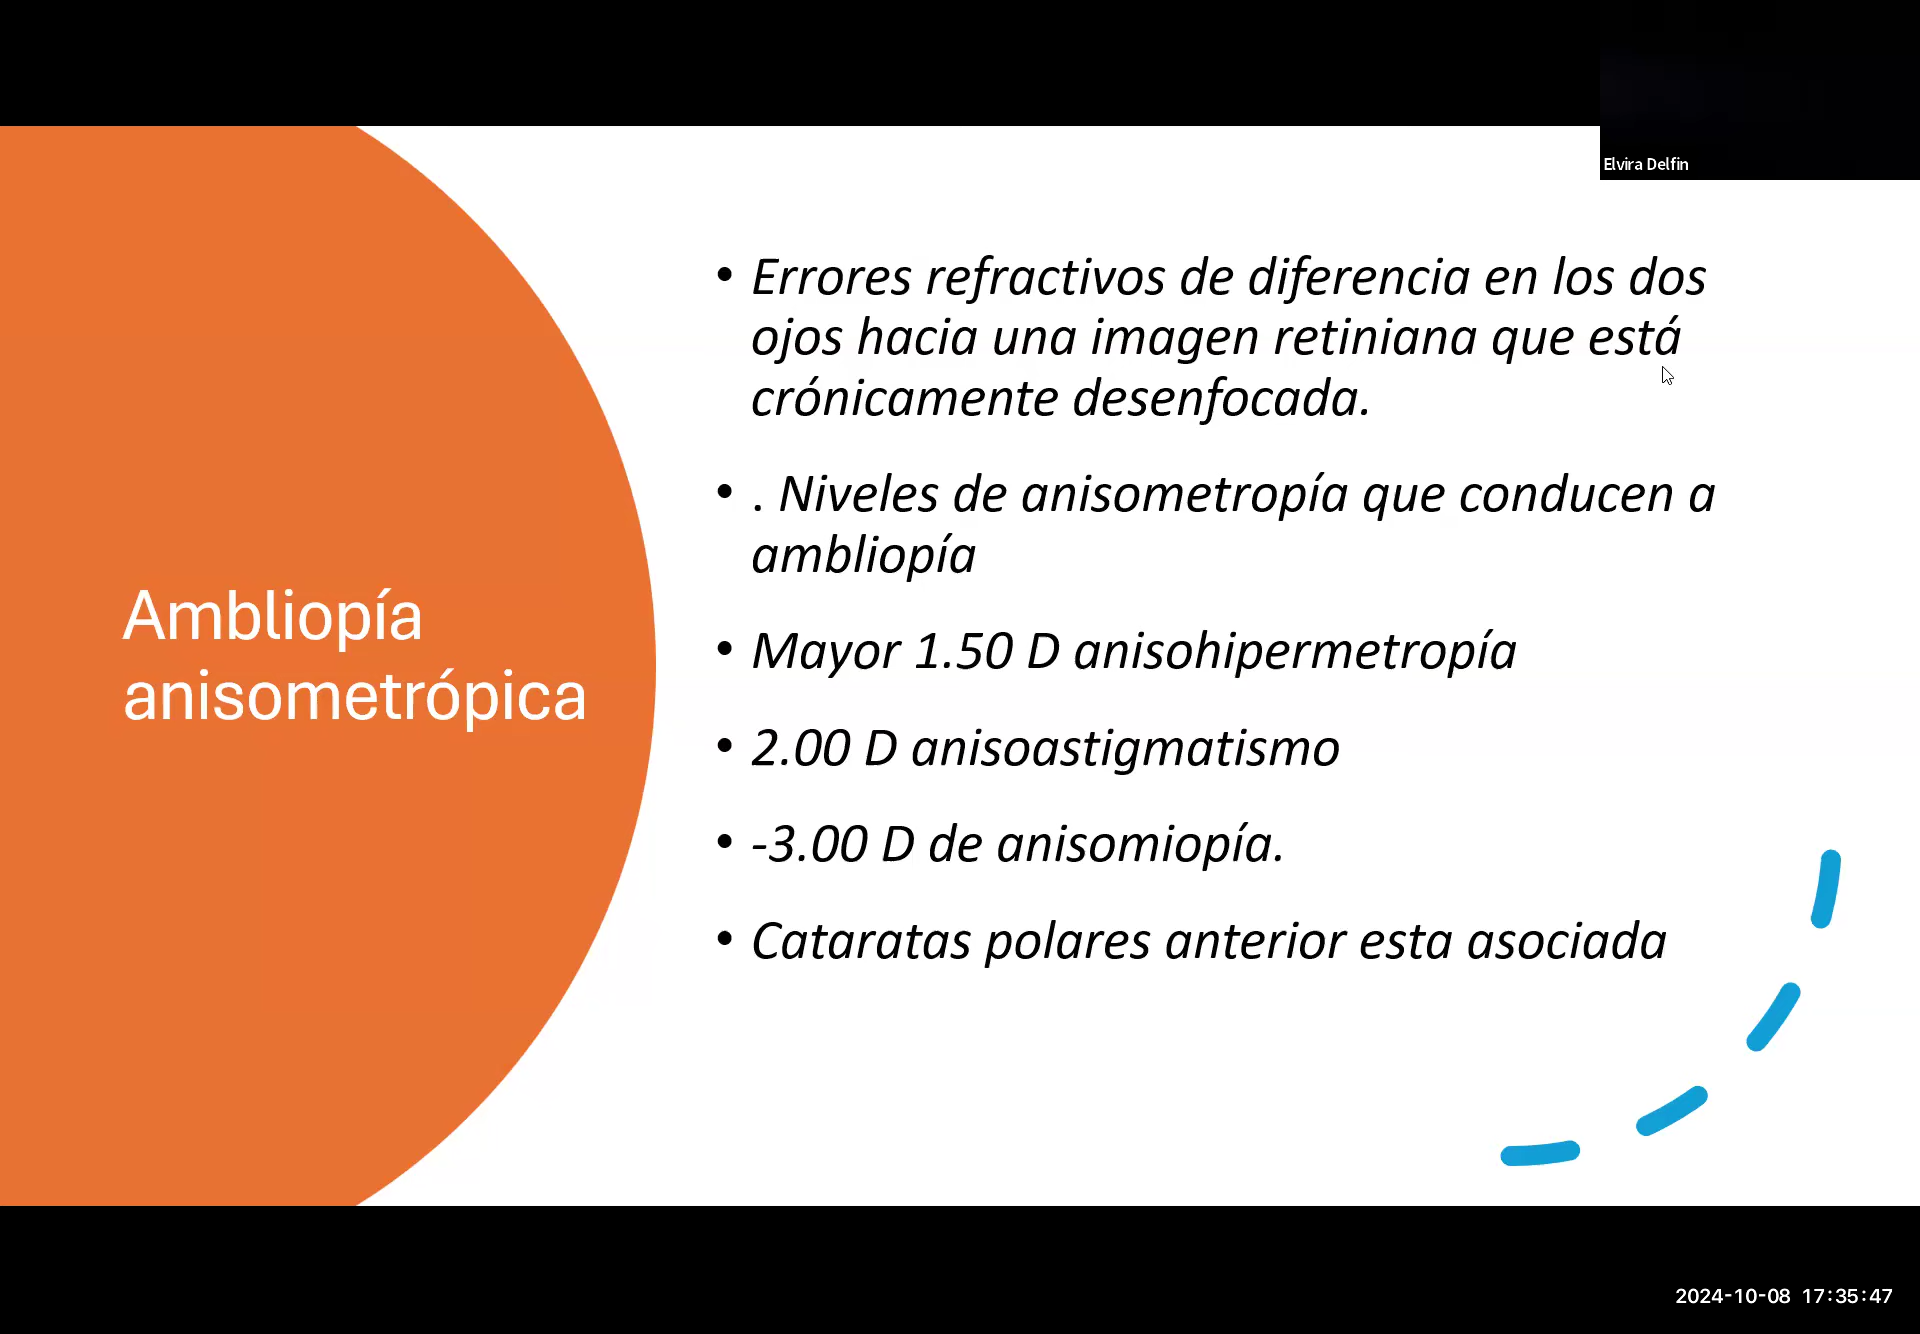 Elvira Delfin
Ambliopía
anisometrópica
• Errores refractivos de diferencia en los dos
ojos hacia una imagen retiniana que está
crónicamente desenfocada.
• . Niveles de anisometropía que conducen a
ambliopía
• Mayor 1.50 D anisohipermetropía
• 2.00 D anisoastigmatismo
• -3.00 D de anisomiopía.
• Cataratas polares anterior esta asociada
2024-10-08 17:35:47